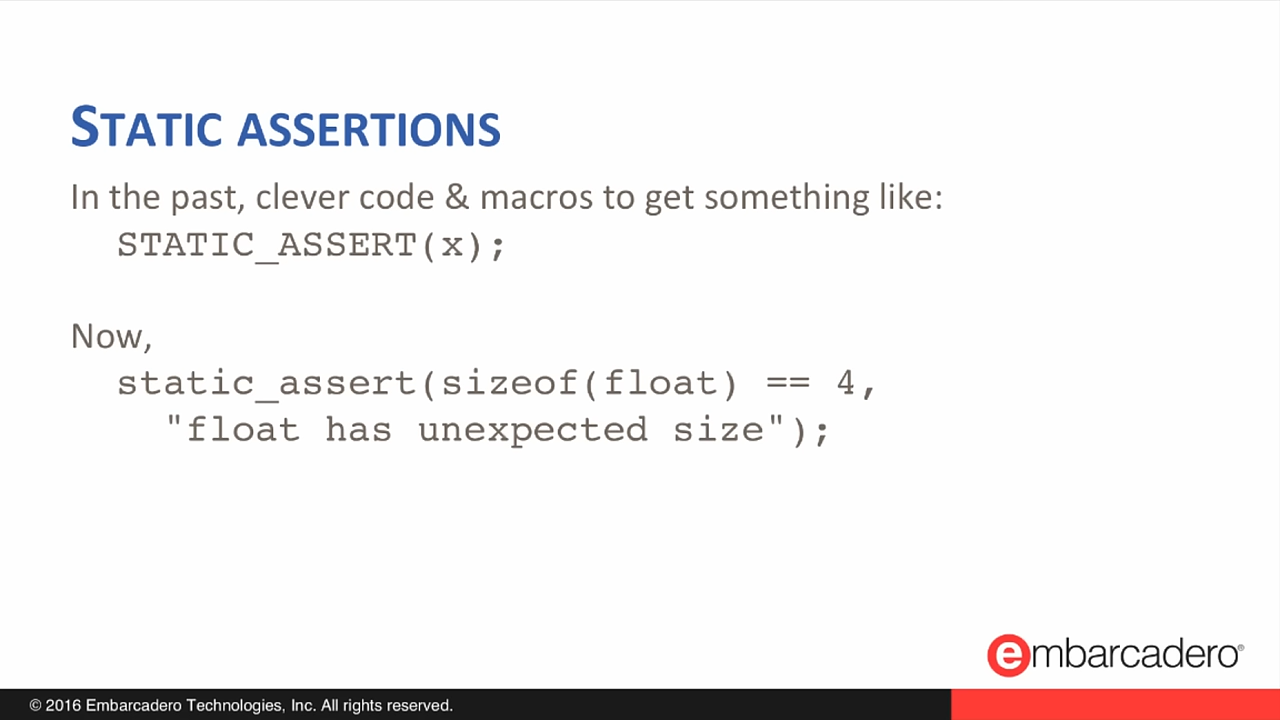 STATIC ASSERTIONS
In the past, clever code & macros to get something like:
STATIC_ASSERT(x);
Now,
static_assert(sizeof(float) == 4,
"float has unexpected size");
embarcadero®
© 2016 Embarcadero Technologies, Inc. All rights reserved.